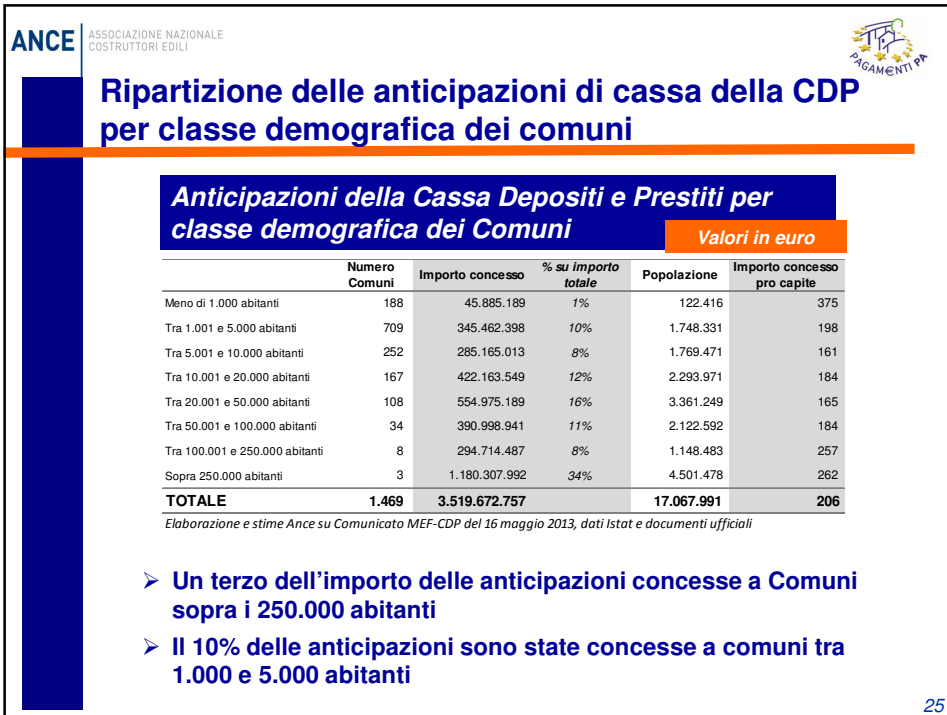 ANCE
ASSOCIAZIONE NAZIONALE
COSTRUTTORI EDILI
PAGAM€NTI PA
Ripartizione delle anticipazioni di cassa della CDP
per classe demografica dei comuni
Anticipazioni della Cassa Depositi e Prestiti per
classe demografica dei Comuni
Valori in euro
Numero Comuni Importo concesso % su importo totale Popolazione Importo concesso pro capite
Meno di 1.000 abitanti 188 45.885.189 1% 122.416 375
Tra 1.001 e 5.000 abitanti 709 345.462.398 10% 1.748.331 198
Tra 5.001 e 10.000 abitanti 252 285.165.013 8% 1.769.471 161
Tra 10.001 e 20.000 abitanti 167 422.163.549 12% 2.293.971 184
Tra 20.001 e 50.000 abitanti 108 554.975.189 16% 3.361.249 165
Tra 50.001 e 100.000 abitanti 34 390.998.941 11% 2.122.592 184
Tra 100.001 e 250.000 abitanti 8 294.714.487 8% 1.148.483 257
Sopra 250.000 abitanti 3 1.180.307.992 34% 4.501.478 262
TOTALE 1.469 3.519.672.757 17.067.991 206
Elaborazione e stime Ance su Comunicato MEF-CDP del 16 maggio 2013, dati Istat e documenti ufficiali
➢ Un terzo dell'importo delle anticipazioni concesse a Comuni
sopra i 250.000 abitanti
➢ Il 10% delle anticipazioni sono state concesse a comuni tra
1.000 e 5.000 abitanti
25